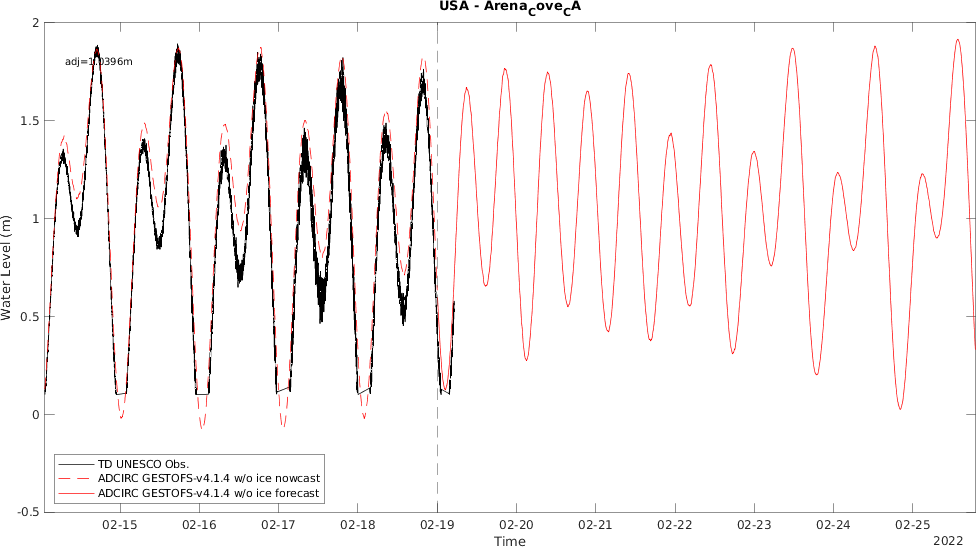 USA - ArenaCoveCA
adj=1.0396m
2
1.5
1
0.5
0
-0.5
Water Level (m)
TD UNESCO Obs.
ADCIRC GESTOFS-v4.1.4 w/o ice nowcast
ADCIRC GESTOFS-v4.1.4 w/o ice forecast
02-15 02-16 02-17 02-18 02-19 02-20 02-21 02-22 02-23 02-24 02-25
Time
2022